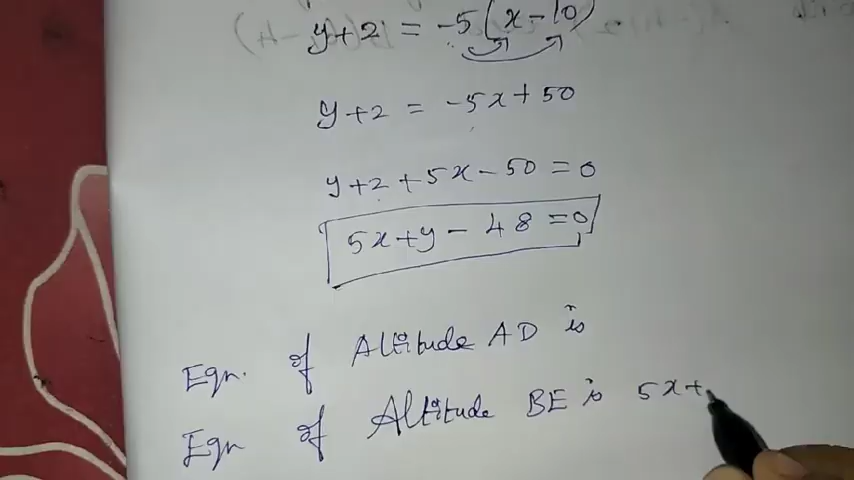 y+2 = -5(x-10)
y+2 = -5x+50
y+2+5x-50=0
5x+y-48=0
Eqn. of Altitude AD is
Eqn of Altitude BE is 5x+